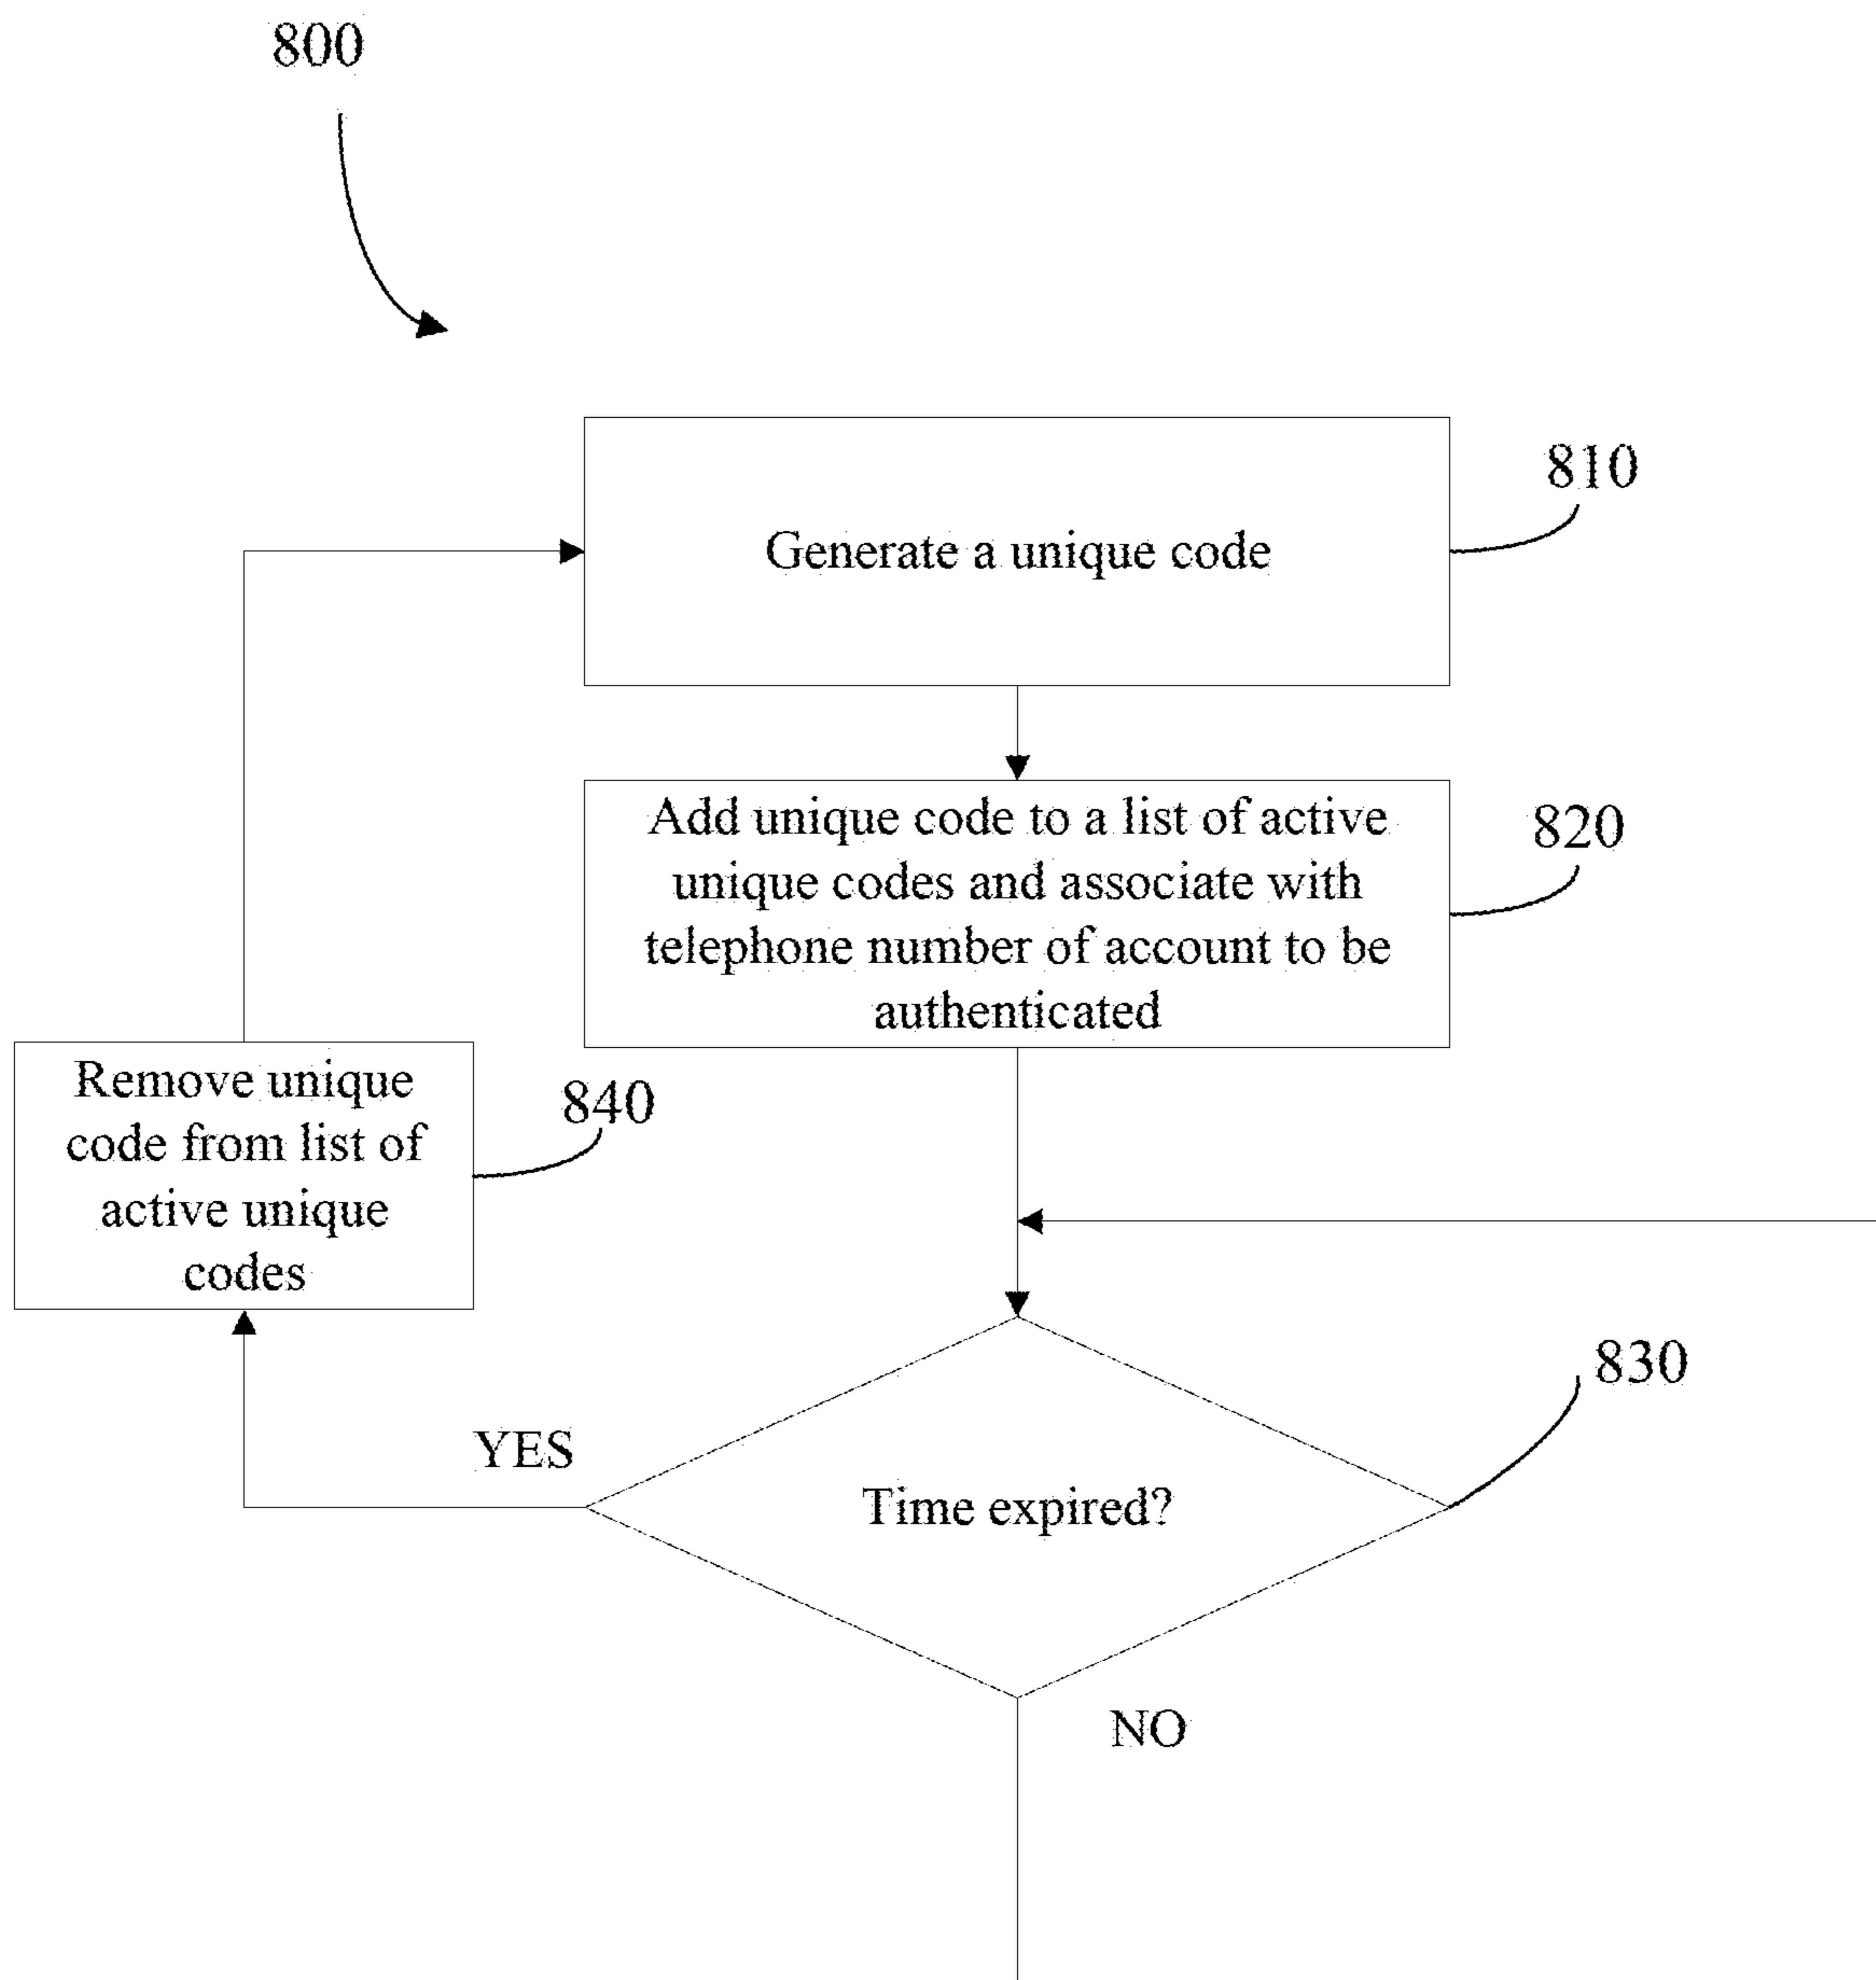 800
810
Generate a unique code
820
Add unique code to a list of active
unique codes and associate with
telephone number of account to be
authenticated
840
Remove unique
code from list of
active unique
codes
830
YES
Time expired?
NO